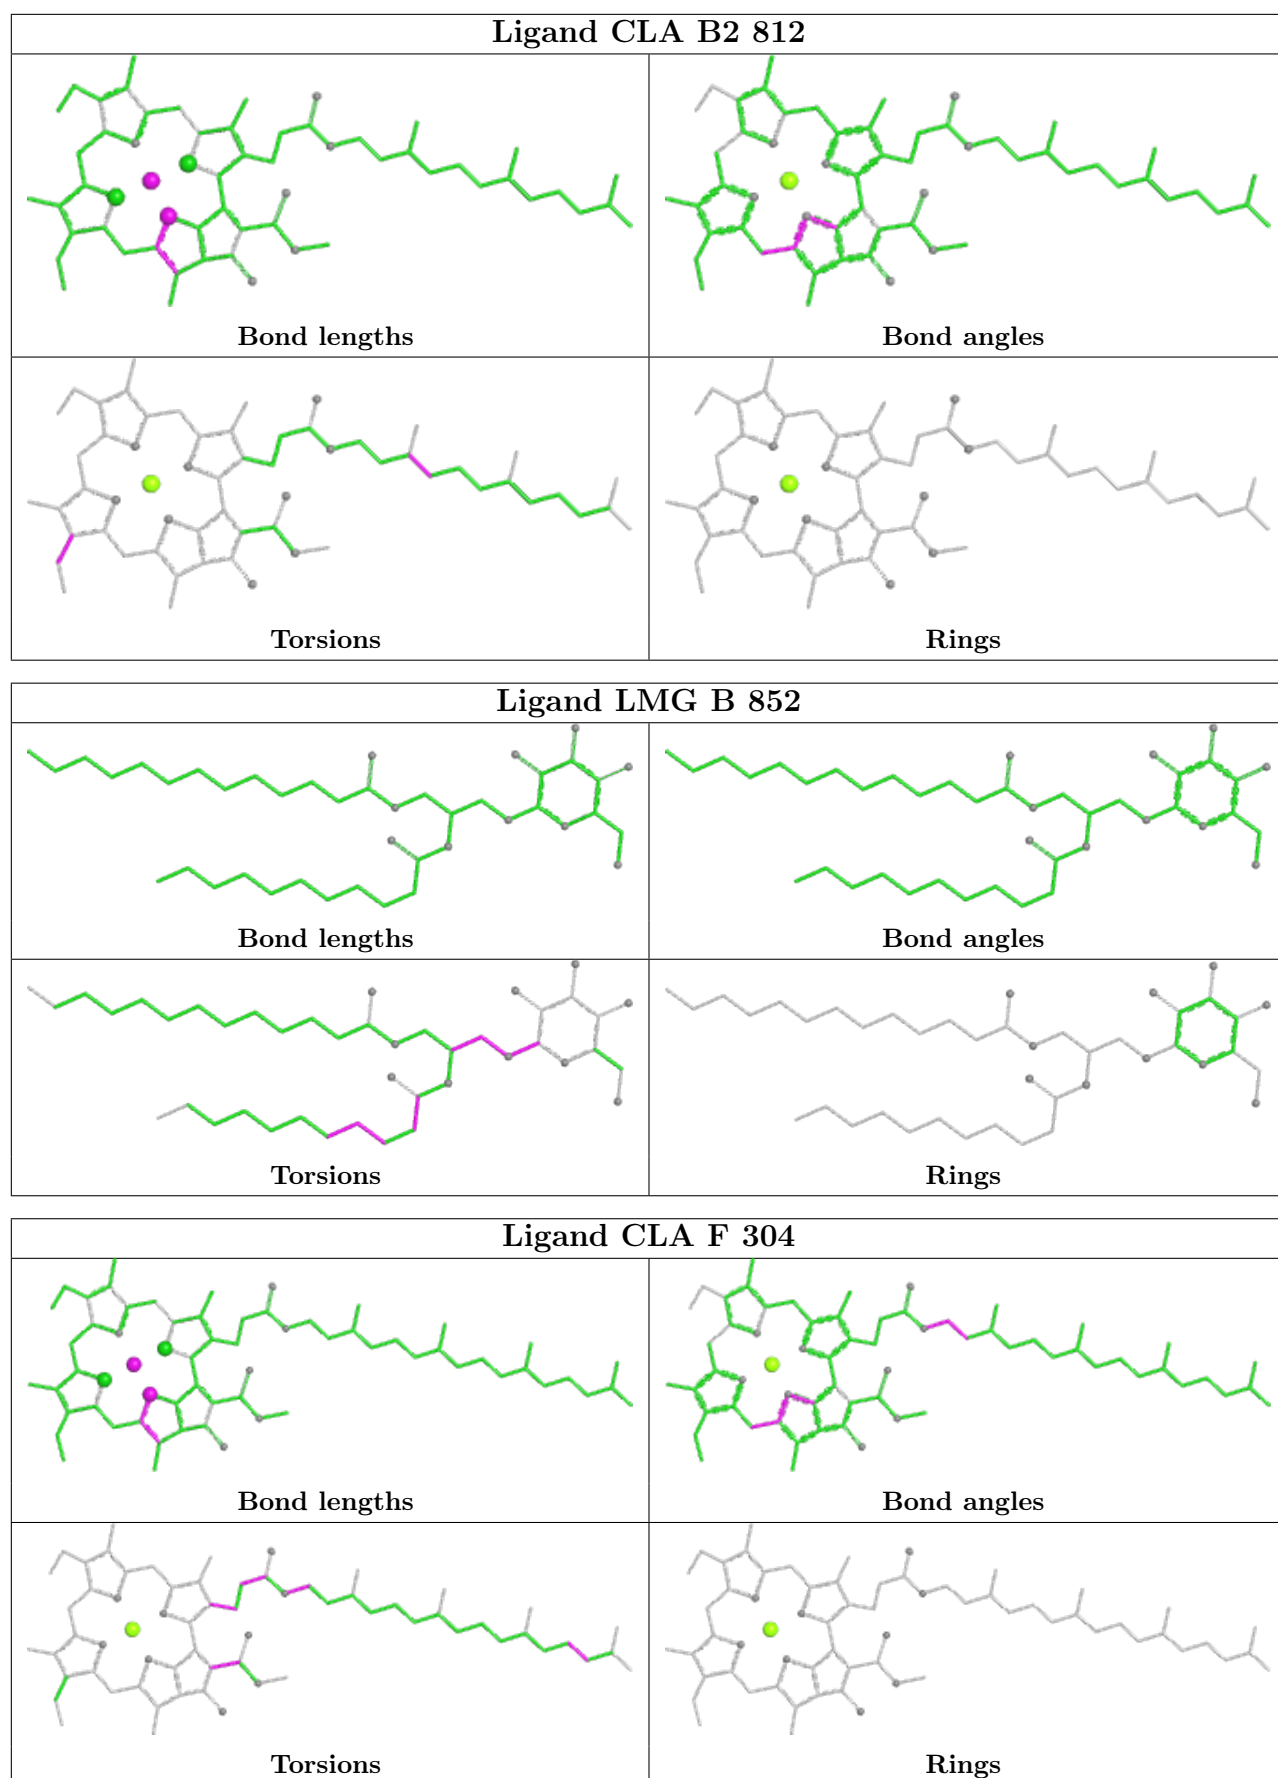 Ligand CLA B2 812
Bond lengths
Bond angles
Torsions
Rings
Ligand LMG B 852
Bond lengths
Bond angles
Torsions
Rings
Ligand CLA F 304
Bond lengths
Bond angles
Torsions
Rings